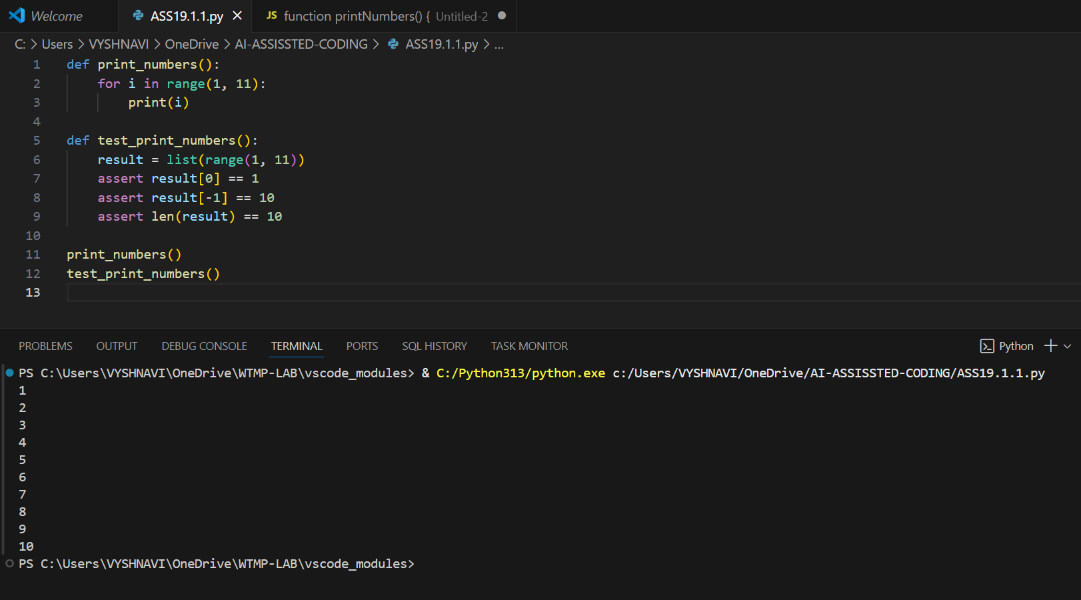 Welcome ASS19.1.1.py JS function printNumbers() { Untitled-2
C: > Users > VYSHNAVI > OneDrive > AI-ASSISSTED-CODING > ASS19.1.1.py > ...
1 def print_numbers():
2     for i in range(1, 11):
3         print(i)
4
5 def test_print_numbers():
6     result = list(range(1, 11))
7     assert result[0] == 1
8     assert result[-1] == 10
9     assert len(result) == 10
10
11 print_numbers()
12 test_print_numbers()
13
PROBLEMS OUTPUT DEBUG CONSOLE TERMINAL PORTS SQL HISTORY TASK MONITOR Python
PS C:\Users\VYSHNAVI\OneDrive\WTMP-LAB\vscode_modules> & C:/Python313/python.exe c:/Users/VYSHNAVI/OneDrive/AI-ASSISSTED-CODING/ASS19.1.1.py
1
2
3
4
5
6
7
8
9
10
PS C:\Users\VYSHNAVI\OneDrive\WTMP-LAB\vscode_modules>